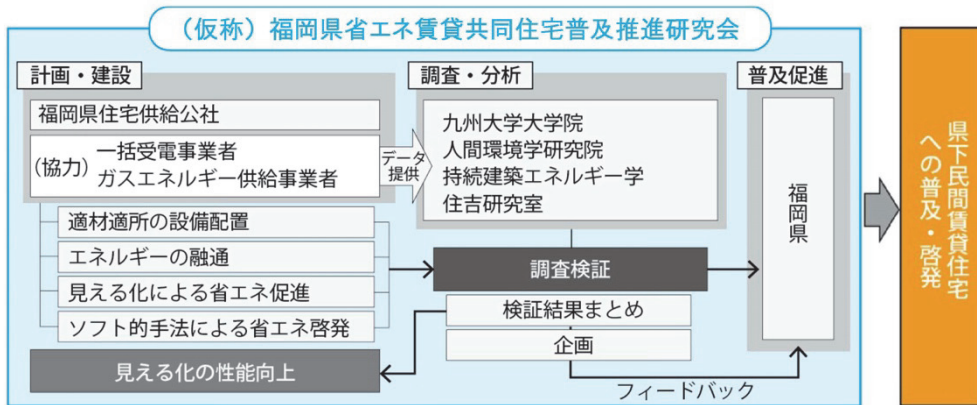 （仮称）福岡県省エネ賃貸共同住宅普及推進研究会
計画・建設
福岡県住宅供給公社
（協力）
一括受電事業者
ガスエネルギー供給事業者
データ
提供
適材適所の設備配置
エネルギーの融通
見える化による省エネ促進
ソフト的手法による省エネ啓発
見える化の性能向上
調査・分析
九州大学大学院
人間環境学研究院
持続建築エネルギー学
住吉研究室
調査検証
検証結果まとめ
企画
フィードバック
普及促進
福岡県
県下民間賃貸住宅
への普及・啓発